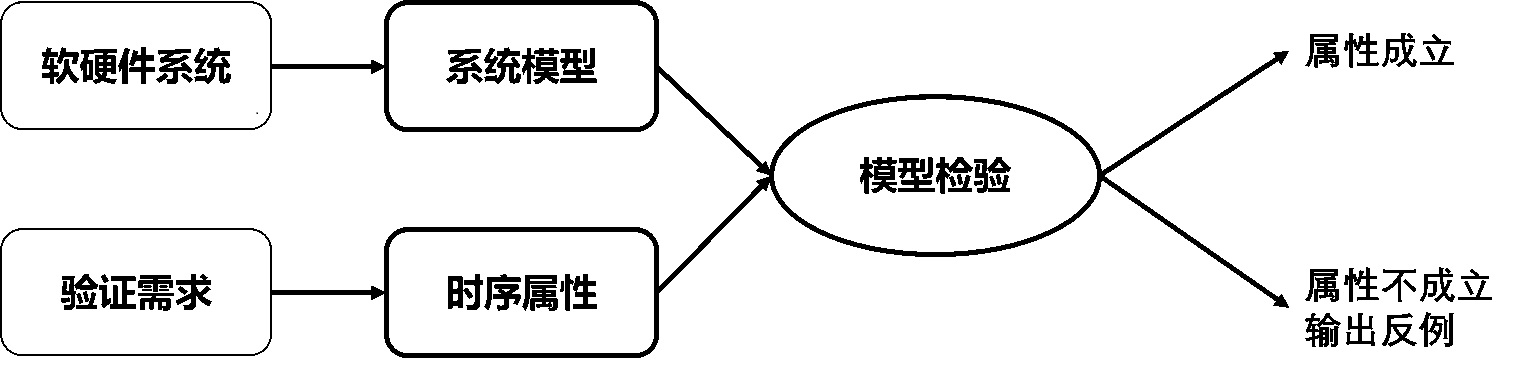 软硬件系统
系统模型
属性成立
模型检验
验证需求
时序属性
属性不成立
输出反例